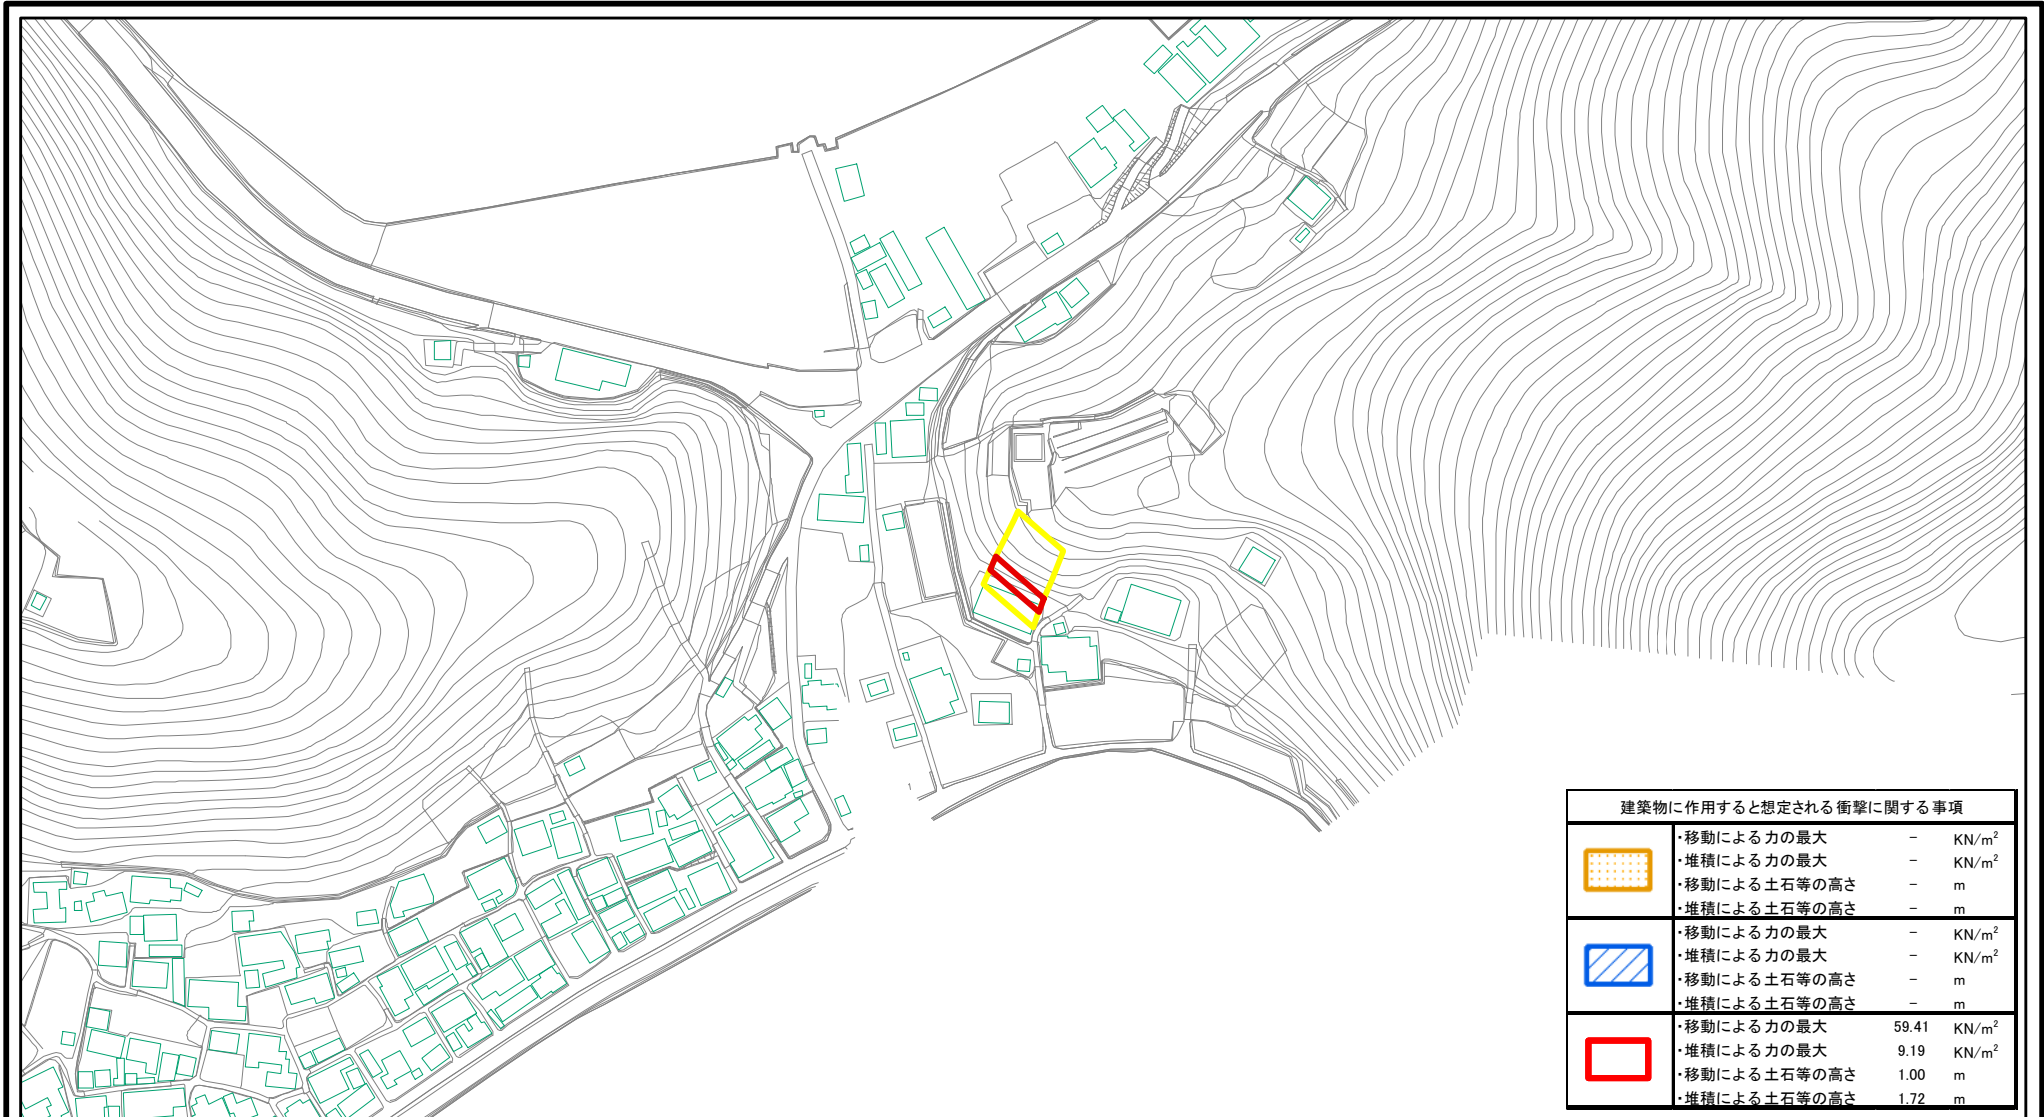 建築物に作用すると想定される衝撃に関する事項
・移動による力の最大 － KN/m²
・堆積による力の最大 － KN/m²
・移動による土石等の高さ － m
・堆積による土石等の高さ － m
・移動による力の最大 － KN/m²
・堆積による力の最大 － KN/m²
・移動による土石等の高さ － m
・堆積による土石等の高さ － m
・移動による力の最大 59.41 KN/m²
・堆積による力の最大 9.19 KN/m²
・移動による土石等の高さ 1.00 m
・堆積による土石等の高さ 1.72 m